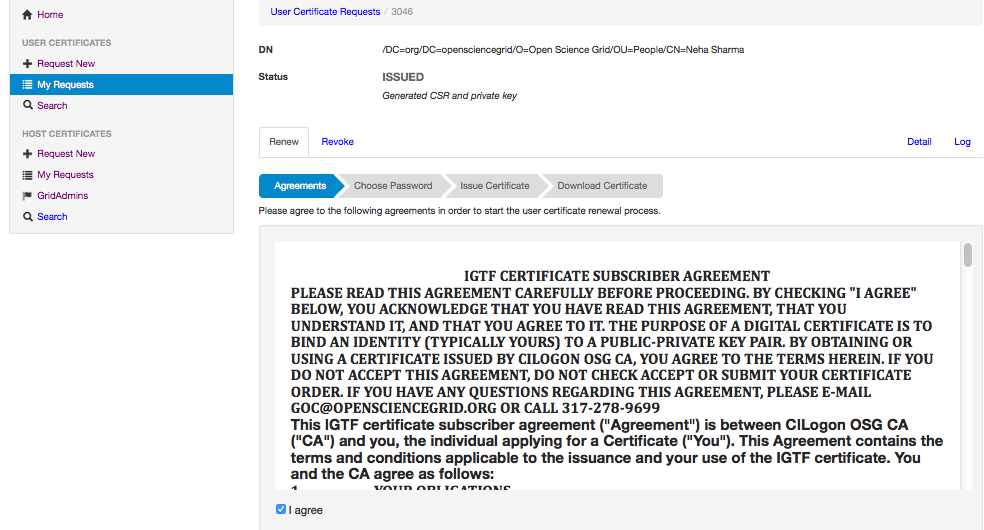 Home
USER CERTIFICATES
Request New
My Requests
Search
HOST CERTIFICATES
Request New
My Requests
GridAdmins
Search
User Certificate Requests / 3046
DN /DC=org/DC=opensciencegrid/O=Open Science Grid/OU=People/CN=Neha Sharma
Status ISSUED
Generated CSR and private key
Renew Revoke Detail Log
Agreements Choose Password Issue Certificate Download Certificate
Please agree to the following agreements in order to start the user certificate renewal process.
IGTF CERTIFICATE SUBSCRIBER AGREEMENT
PLEASE READ THIS AGREEMENT CAREFULLY BEFORE PROCEEDING. BY CHECKING "I AGREE"
BELOW, YOU ACKNOWLEDGE THAT YOU HAVE READ THIS AGREEMENT, THAT YOU
UNDERSTAND IT, AND THAT YOU AGREE TO IT. THE PURPOSE OF A DIGITAL CERTIFICATE IS TO
BIND AN IDENTITY (TYPICALLY YOURS) TO A PUBLIC-PRIVATE KEY PAIR. BY OBTAINING OR
USING A CERTIFICATE ISSUED BY CILOGON OSG CA, YOU AGREE TO THE TERMS HEREIN. IF YOU
DO NOT ACCEPT THIS AGREEMENT, DO NOT CHECK ACCEPT OR SUBMIT YOUR CERTIFICATE
ORDER. IF YOU HAVE ANY QUESTIONS REGARDING THIS AGREEMENT, PLEASE E-MAIL
GOC@OPENSCIENCEGRID.ORG OR CALL 317-278-9699
This IGTF certificate subscriber agreement ("Agreement") is between CILogon OSG CA
("CA") and you, the individual applying for a Certificate ("You"). This Agreement contains the
terms and conditions applicable to the issuance and your use of the IGTF certificate. You
and the CA agree as follows:
1. YOUR OBLIGATIONS
I agree